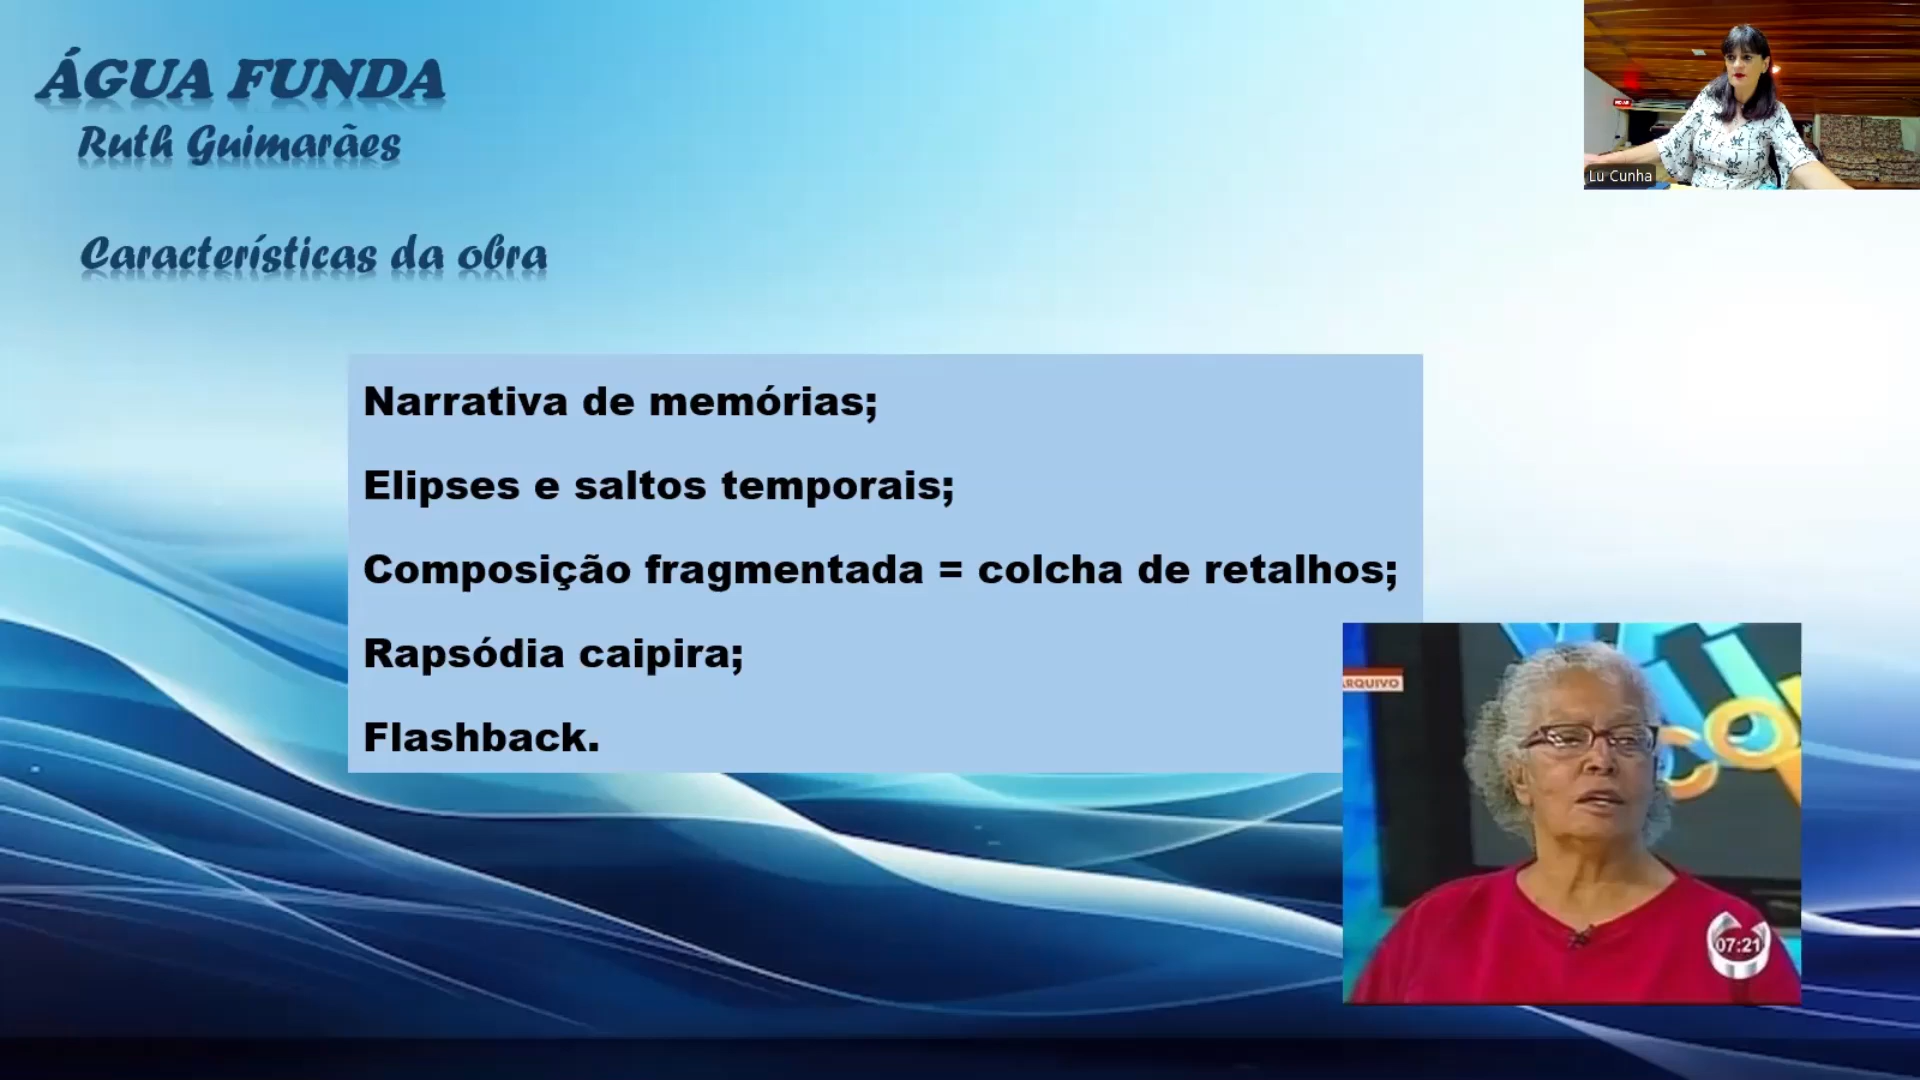 ÁGUA FUNDA
Ruth Guimarães
Características da obra
Narrativa de memórias;
Elipses e saltos temporais;
Composição fragmentada = colcha de retalhos;
Rapsódia caipira;
Flashback.
Lu Cunha
ARQUIVO
07:21